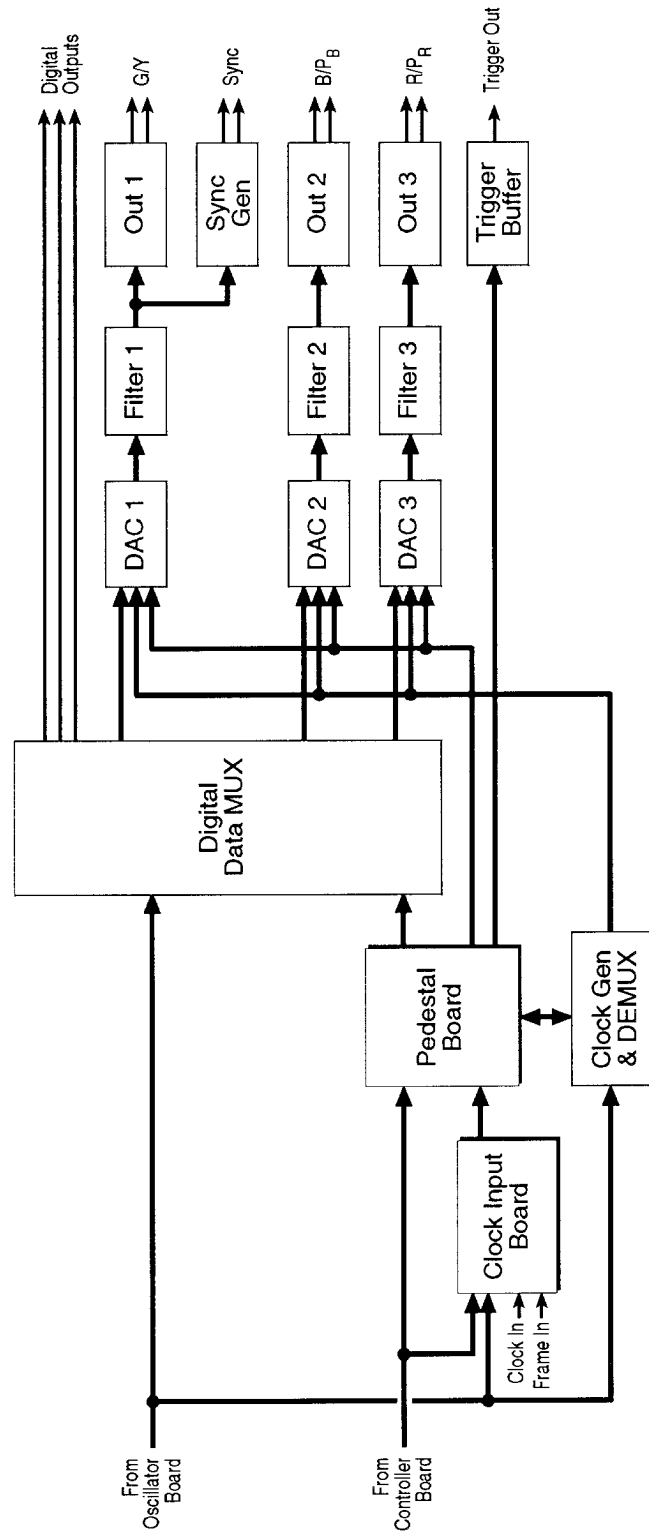 From
Oscillator
Board
From
Controller
Board
Clock In
Frame In
Clock Input
Board
Pedestal
Board
Clock Gen
& DEMUX
Digital
Data MUX
DAC 1
DAC 2
DAC 3
Filter 1
Filter 2
Filter 3
Out 1
Sync
Gen
Out 2
Out 3
Trigger
Buffer
Digital
Outputs
G/Y
Sync
B/PB
R/PR
Trigger Out